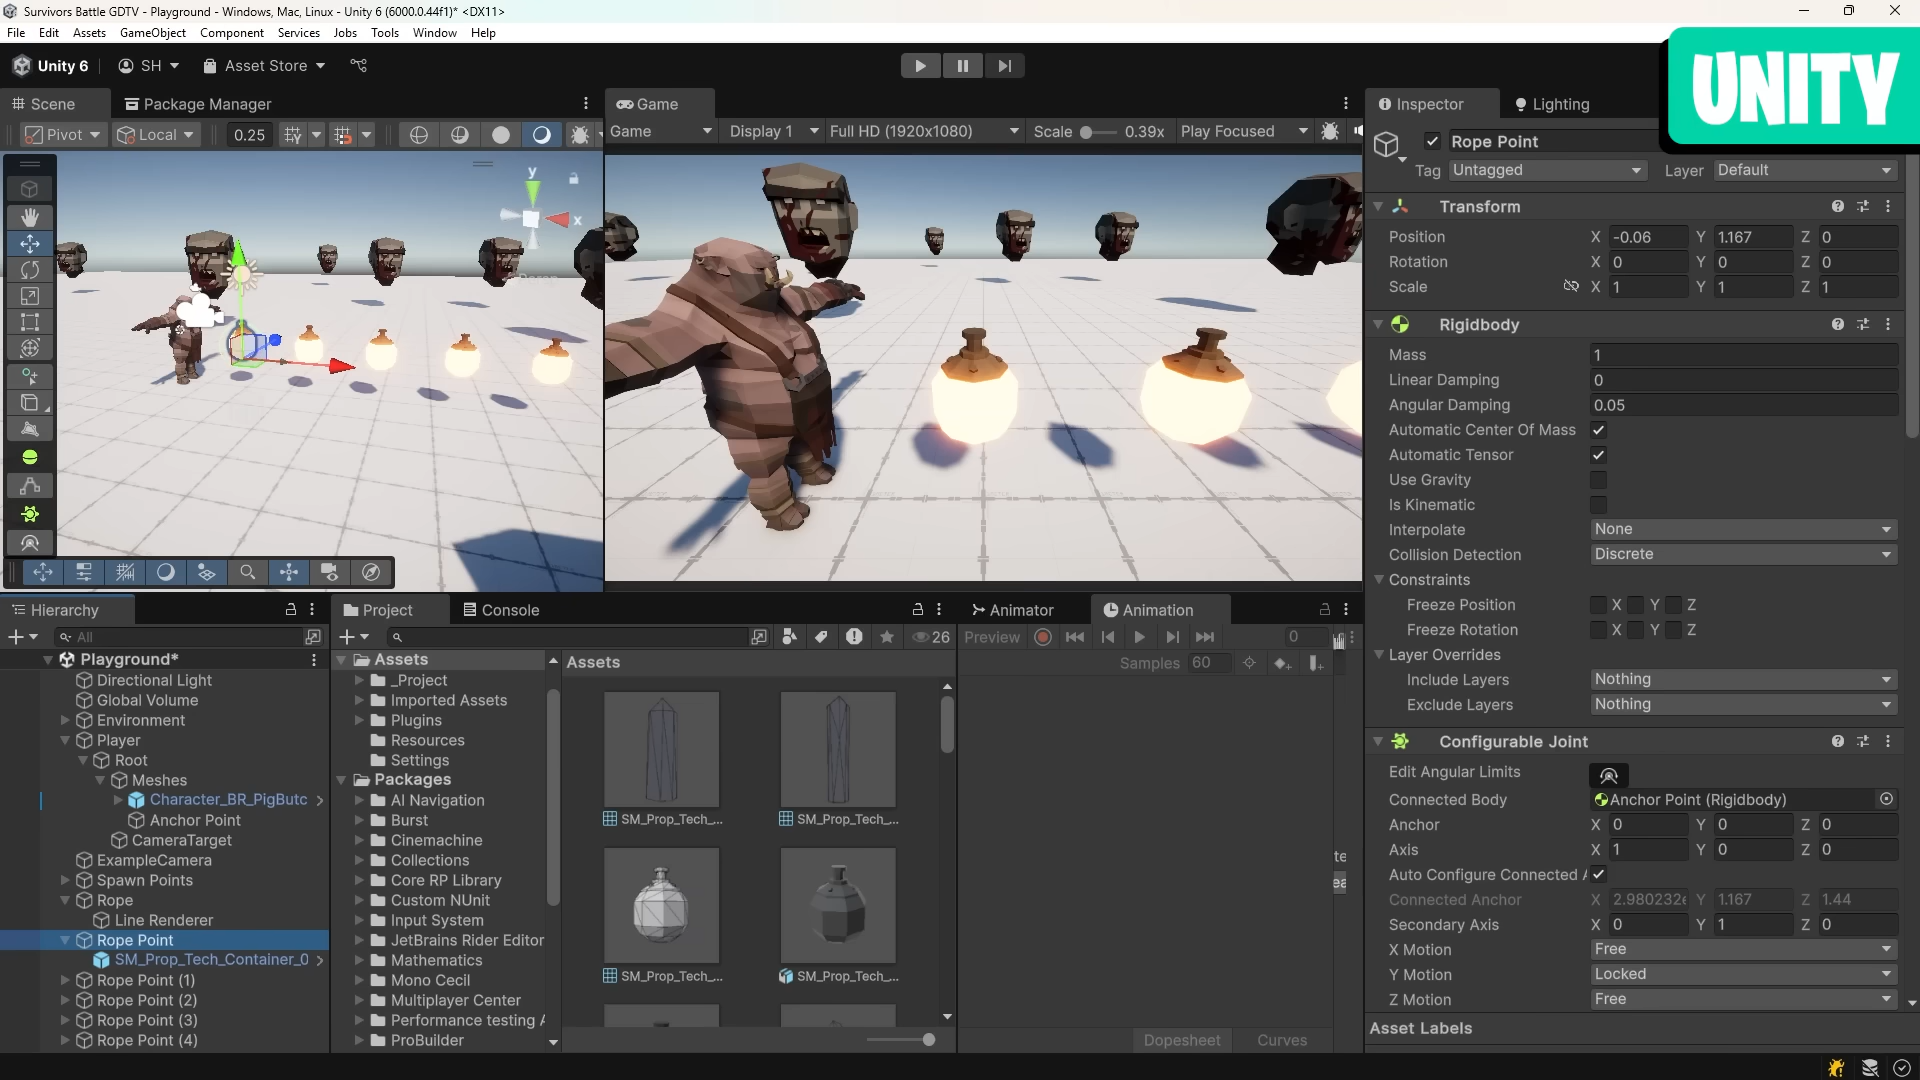 Survivors Battle GDTV - Playground - Windows, Mac, Linux - Unity 6 (6000.0.44f1)* <DX11>
File Edit Assets GameObject Component Services Jobs Tools Window Help
Unity 6 SH Asset Store
UNITY
Scene Package Manager
Pivot Local 0.25
y
x
Game
Game Display 1 Full HD (1920x1080) Scale 0.39x Play Focused
Inspector Lighting
Rope Point
Tag Untagged Layer Default
Transform
Position X -0.06 Y 1.167 Z 0
Rotation X 0 Y 0 Z 0
Scale X 1 Y 1 Z 1
Rigidbody
Mass 1
Linear Damping 0
Angular Damping 0.05
Automatic Center Of Mass
Automatic Tensor
Use Gravity
Is Kinematic
Interpolate None
Collision Detection Discrete
Constraints
Freeze Position X Y Z
Freeze Rotation X Y Z
Layer Overrides
Include Layers Nothing
Exclude Layers Nothing
Configurable Joint
Edit Angular Limits
Connected Body Anchor Point (Rigidbody)
Anchor X 0 Y 0 Z 0
Axis X 1 Y 0 Z 0
Auto Configure Connected A
Connected Anchor X 2.980232e Y 1.167 Z 1.44
Secondary Axis X 0 Y 1 Z 0
X Motion Free
Y Motion Locked
Z Motion Free
Asset Labels
Hierarchy
All
Playground*
Directional Light
Global Volume
Environment
Player
Root
Meshes
Character_BR_PigButc
Anchor Point
CameraTarget
ExampleCamera
Spawn Points
Rope
Line Renderer
Rope Point
SM_Prop_Tech_Container_0
Rope Point (1)
Rope Point (2)
Rope Point (3)
Rope Point (4)
Project Console
26
Assets
_Project
Imported Assets
Plugins
Resources
Settings
Packages
AI Navigation
Burst
Cinemachine
Collections
Core RP Library
Custom NUnit
Input System
JetBrains Rider Editor
Mathematics
Mono Cecil
Multiplayer Center
Performance testing A
ProBuilder
Assets
SM_Prop_Tech_... SM_Prop_Tech_...
SM_Prop_Tech_... SM_Prop_Tech_...
Animator Animation
Preview 0
Samples 60
Dopesheet Curves